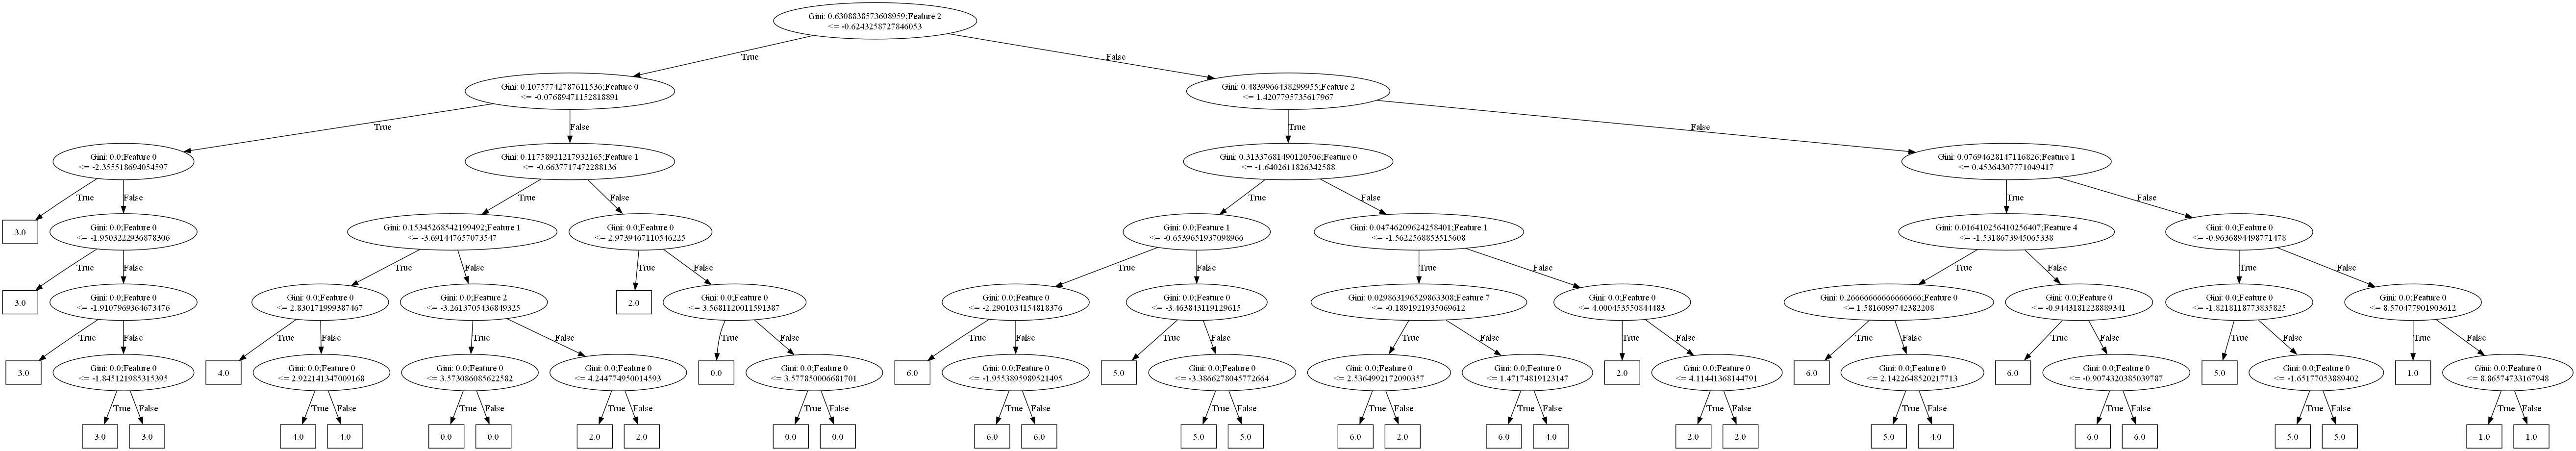 Gini: 0.6308838573608959;Feature 2
<= -0.6243258727846053
True
False
Gini: 0.10757742787611536;Feature 0
<= -0.07689471152818891
Gini: 0.4839966438299955;Feature 2
<= 1.4207795735617967
True
False
True
False
Gini: 0.0;Feature 0
<= -2.355518694054597
Gini: 0.11758921217932165;Feature 1
<= -0.6637717472288136
Gini: 0.31337681490120506;Feature 0
<= -1.6402611826342588
Gini: 0.07694628147116826;Feature 1
<= 0.45364307771049417
True
False
True
False
True
False
True
False
3.0
Gini: 0.0;Feature 0
<= -1.9503222936878306
Gini: 0.15345268542199492;Feature 1
<= -3.691447657073547
Gini: 0.0;Feature 0
<= 2.9739467110546225
Gini: 0.0;Feature 1
<= -0.6539651937098966
Gini: 0.04746209624258401;Feature 1
<= -1.5622568853515608
Gini: 0.016410256410256407;Feature 4
<= -1.5318673945065338
Gini: 0.0;Feature 0
<= -0.9636894498771478
True
False
True
False
True
False
True
False
True
False
True
False
True
False
3.0
Gini: 0.0;Feature 0
<= -1.9107969364673476
Gini: 0.0;Feature 0
<= 2.830171999387467
Gini: 0.0;Feature 2
<= -3.2613705436849325
2.0
Gini: 0.0;Feature 0
<= 3.5681120011591387
Gini: 0.0;Feature 0
<= -2.2901034154818376
Gini: 0.0;Feature 0
<= -3.463843119129615
Gini: 0.029863196529863308;Feature 7
<= -0.1891921935069612
Gini: 0.0;Feature 0
<= 4.000453550844483
Gini: 0.26666666666666666;Feature 0
<= 1.5816099742382208
Gini: 0.0;Feature 0
<= -0.9443181228889341
Gini: 0.0;Feature 0
<= -1.8218118773835825
Gini: 0.0;Feature 0
<= 8.570477901903612
True
False
True
False
True
False
True
False
True
False
True
False
True
False
True
False
True
False
True
False
True
False
True
False
3.0
Gini: 0.0;Feature 0
<= -1.845121985315395
4.0
Gini: 0.0;Feature 0
<= 2.922141347009168
Gini: 0.0;Feature 0
<= 3.573086085622582
Gini: 0.0;Feature 0
<= 4.244774950014593
0.0
Gini: 0.0;Feature 0
<= 3.577850006681701
6.0
Gini: 0.0;Feature 0
<= -1.9553895989521495
5.0
Gini: 0.0;Feature 0
<= -3.3866278045772664
Gini: 0.0;Feature 0
<= 2.5364992172090357
Gini: 0.0;Feature 0
<= 1.47174819123147
2.0
Gini: 0.0;Feature 0
<= 4.11441368144791
6.0
Gini: 0.0;Feature 0
<= 2.1422648520217713
6.0
Gini: 0.0;Feature 0
<= -0.9074320385039787
5.0
Gini: 0.0;Feature 0
<= -1.65177053889402
1.0
Gini: 0.0;Feature 0
<= 8.86574733167948
True
False
True
False
True
False
True
False
True
False
True
False
True
False
True
False
True
False
True
False
True
False
True
False
True
False
True
False
3.0
3.0
4.0
4.0
0.0
0.0
2.0
2.0
0.0
0.0
6.0
6.0
5.0
5.0
6.0
2.0
6.0
4.0
2.0
2.0
5.0
4.0
6.0
6.0
5.0
5.0
1.0
1.0